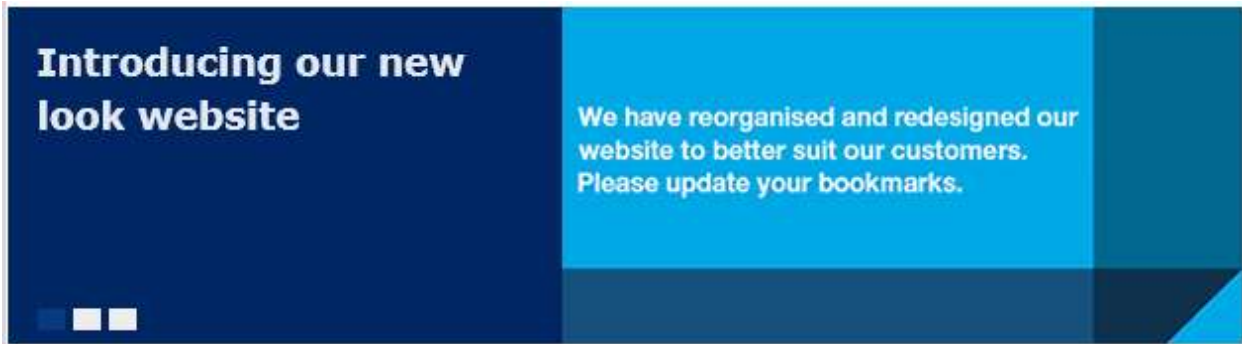 Introducing our new
look website
We have reorganised and redesigned our
website to better suit our customers.
Please update your bookmarks.